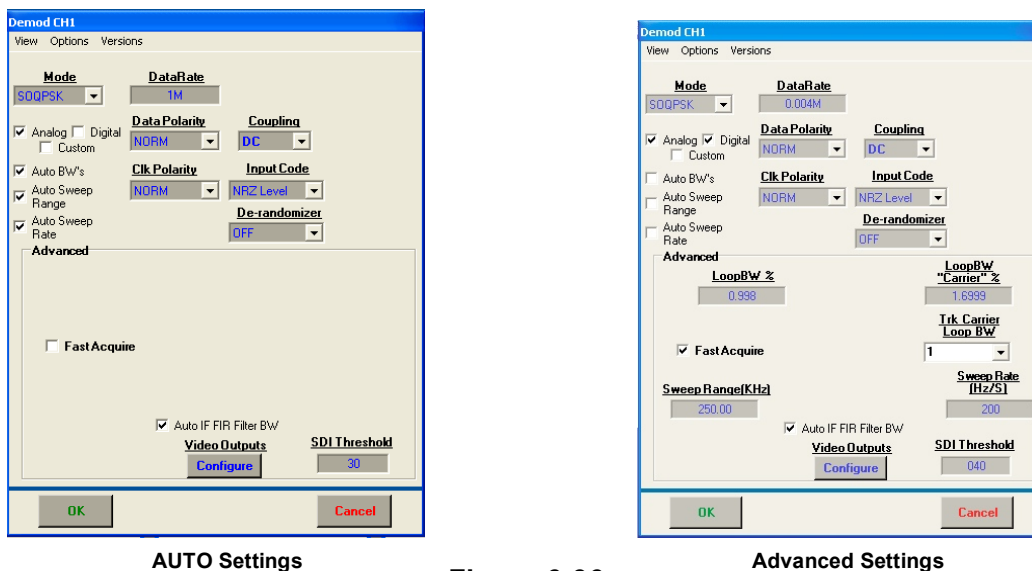 Demod CH1
View Options Versions
Mode DataRate
SOQPSK 1M
Analog Digital Data Polarity Coupling
Custom NORM DC
Auto BW's Clk Polarity Input Code
Auto Sweep Range NORM NRZ Level
Auto Sweep Rate De-randomizer
OFF
Advanced
Fast Acquire
Auto IF FIR Filter BW
Video Outputs SDI Threshold
Configure 30
OK Cancel
AUTO Settings
Demod CH1
View Options Versions
Mode DataRate
SOQPSK 0.004M
Analog Digital Data Polarity Coupling
Custom NORM DC
Auto BW's Clk Polarity Input Code
Auto Sweep Range NORM NRZ Level
Auto Sweep Rate De-randomizer
OFF
Advanced
LoopBW % LoopBW "Carrier" %
0.998 1.6999
Trk Carrier Loop BW
Fast Acquire 1
Sweep Range(KHz) Sweep Rate (Hz/S)
250.00 200
Auto IF FIR Filter BW
Video Outputs SDI Threshold
Configure 040
OK Cancel
Advanced Settings